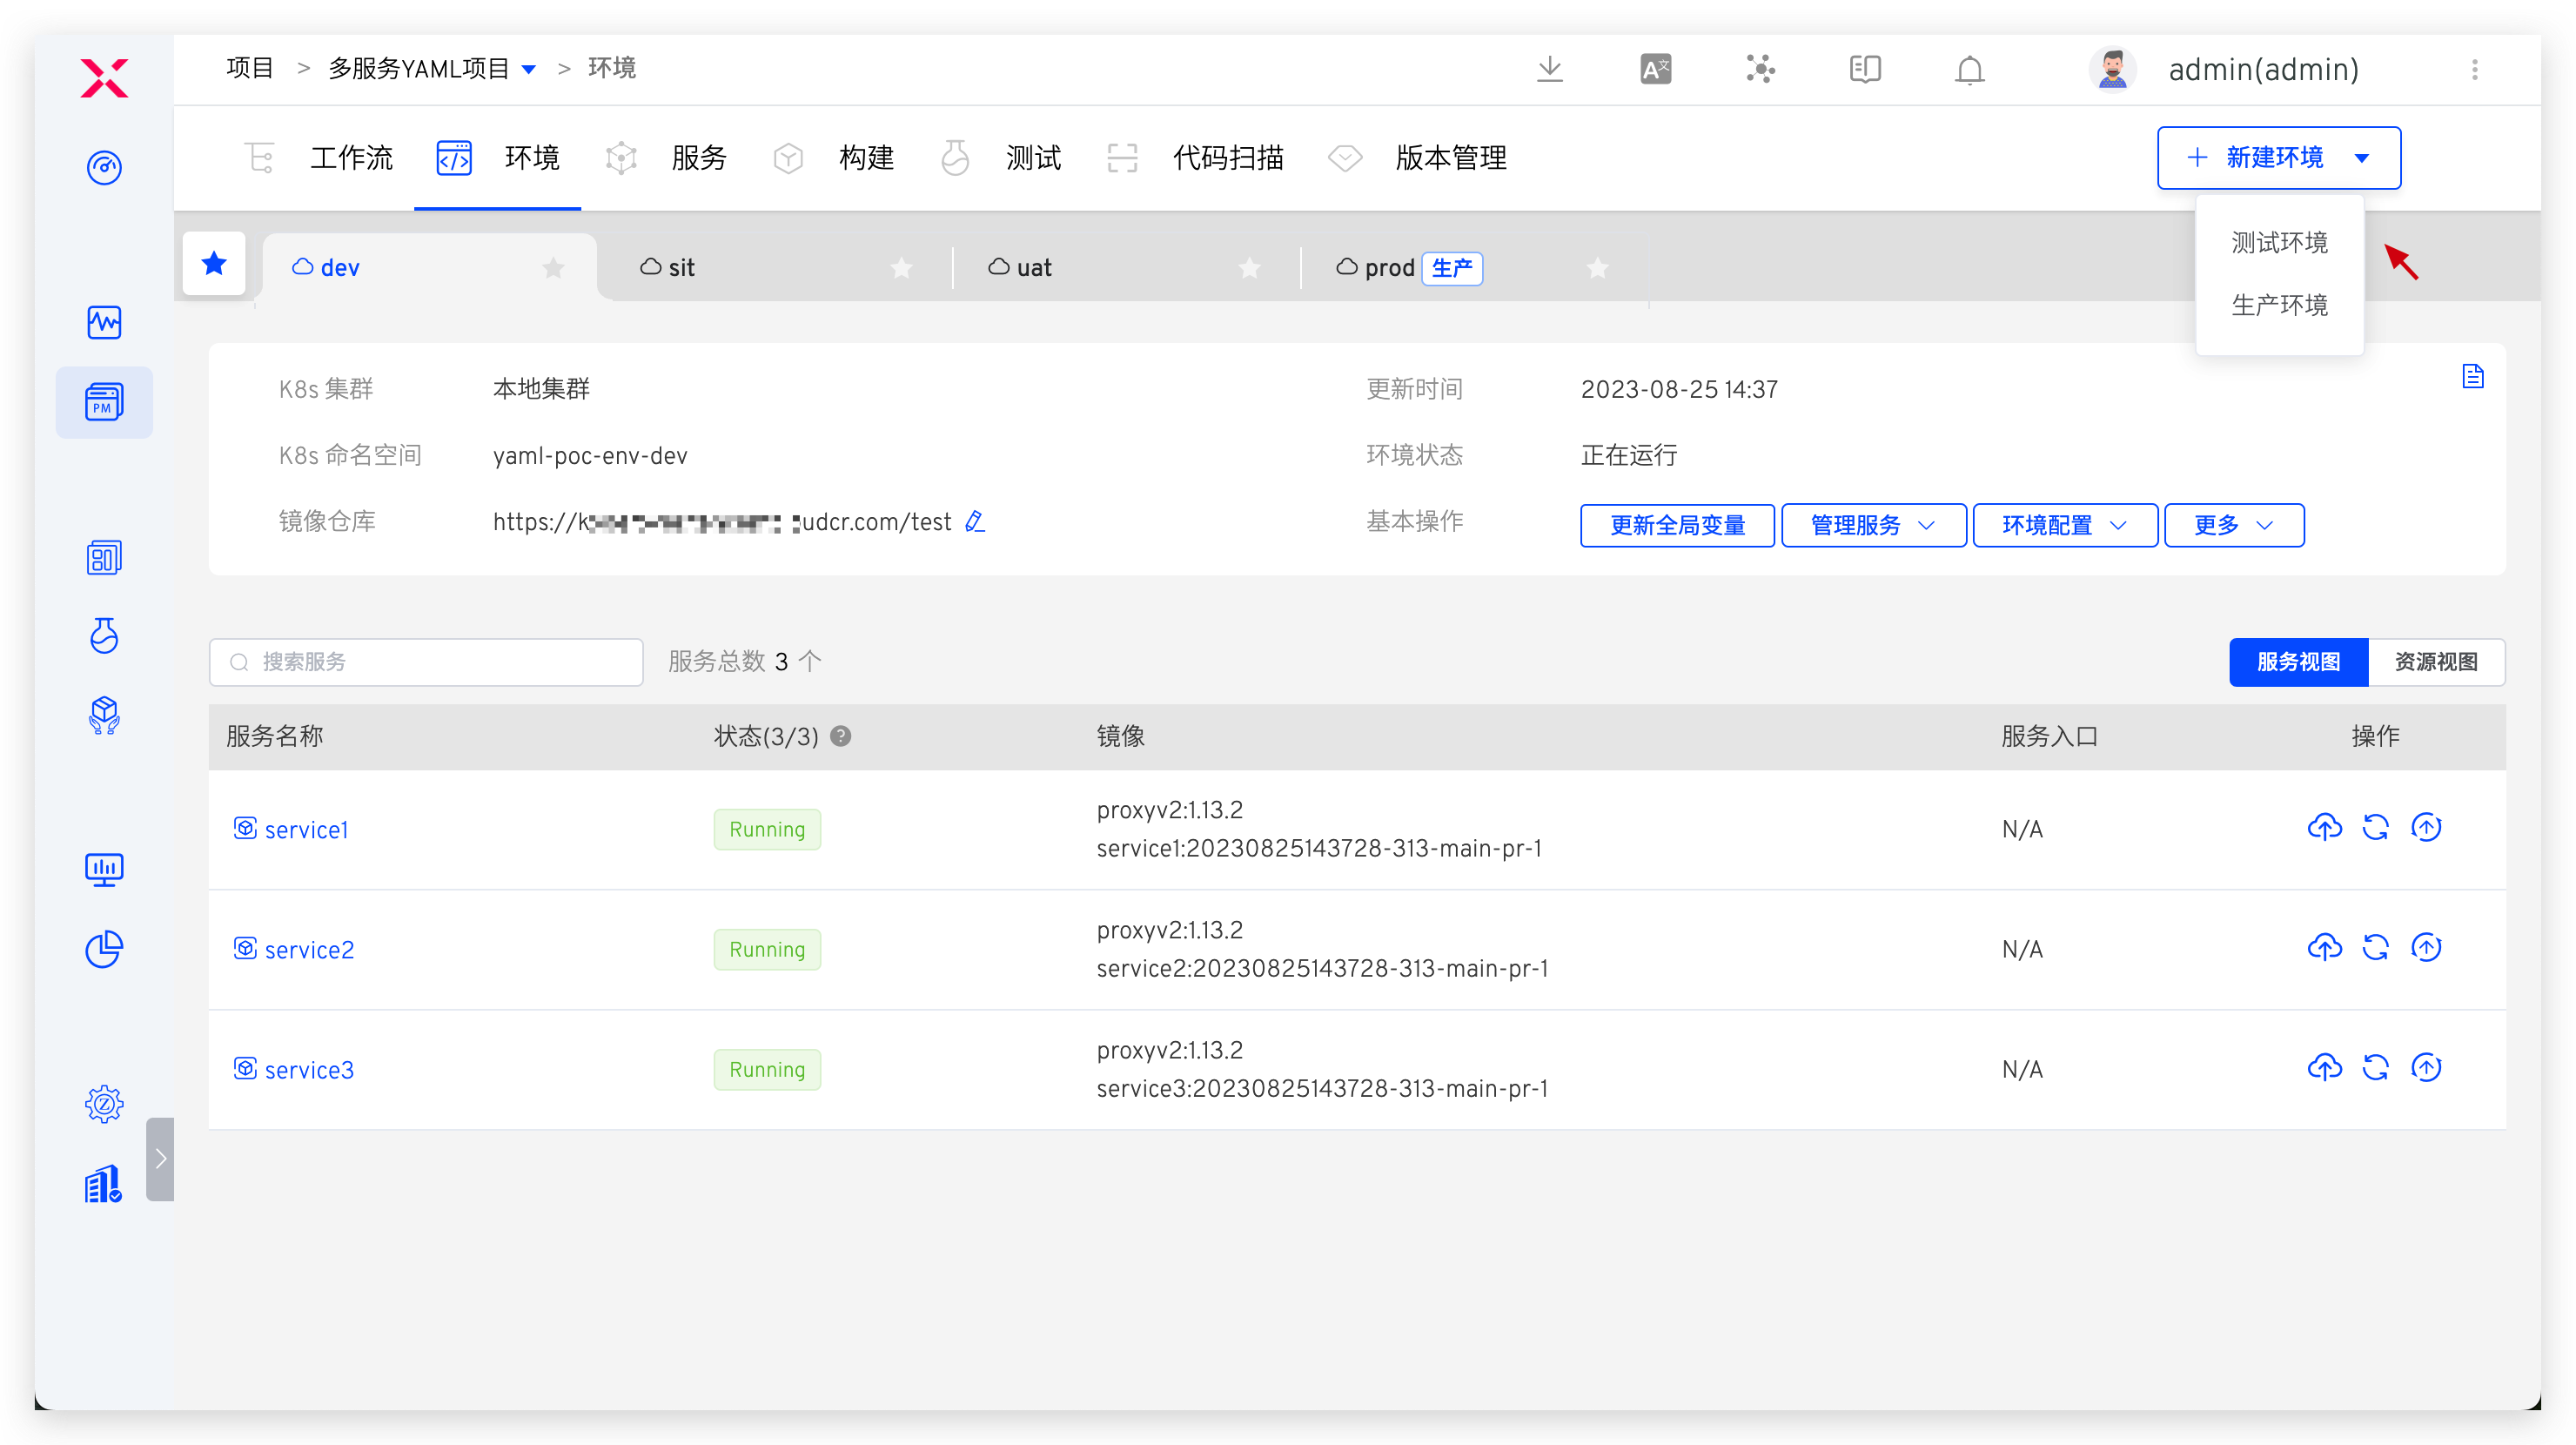 项目 > 多服务YAML项目 > 环境
admin(admin)
工作流 环境 服务 构建 测试 代码扫描 版本管理
新建环境
测试环境
生产环境
dev sit uat prod 生产
K8s 集群 本地集群 更新时间 2023-08-25 14:37
K8s 命名空间 yaml-poc-env-dev 环境状态 正在运行
镜像仓库 https://k udcr.com/test 基本操作 更新全局变量 管理服务 环境配置 更多
PM
搜索服务 服务总数 3 个 服务视图 资源视图
服务名称 状态(3/3) ? 镜像 服务入口 操作
service1 Running proxyv2:1.13.2
service1:20230825143728-313-main-pr-1 N/A
service2 Running proxyv2:1.13.2
service2:20230825143728-313-main-pr-1 N/A
service3 Running proxyv2:1.13.2
service3:20230825143728-313-main-pr-1 N/A